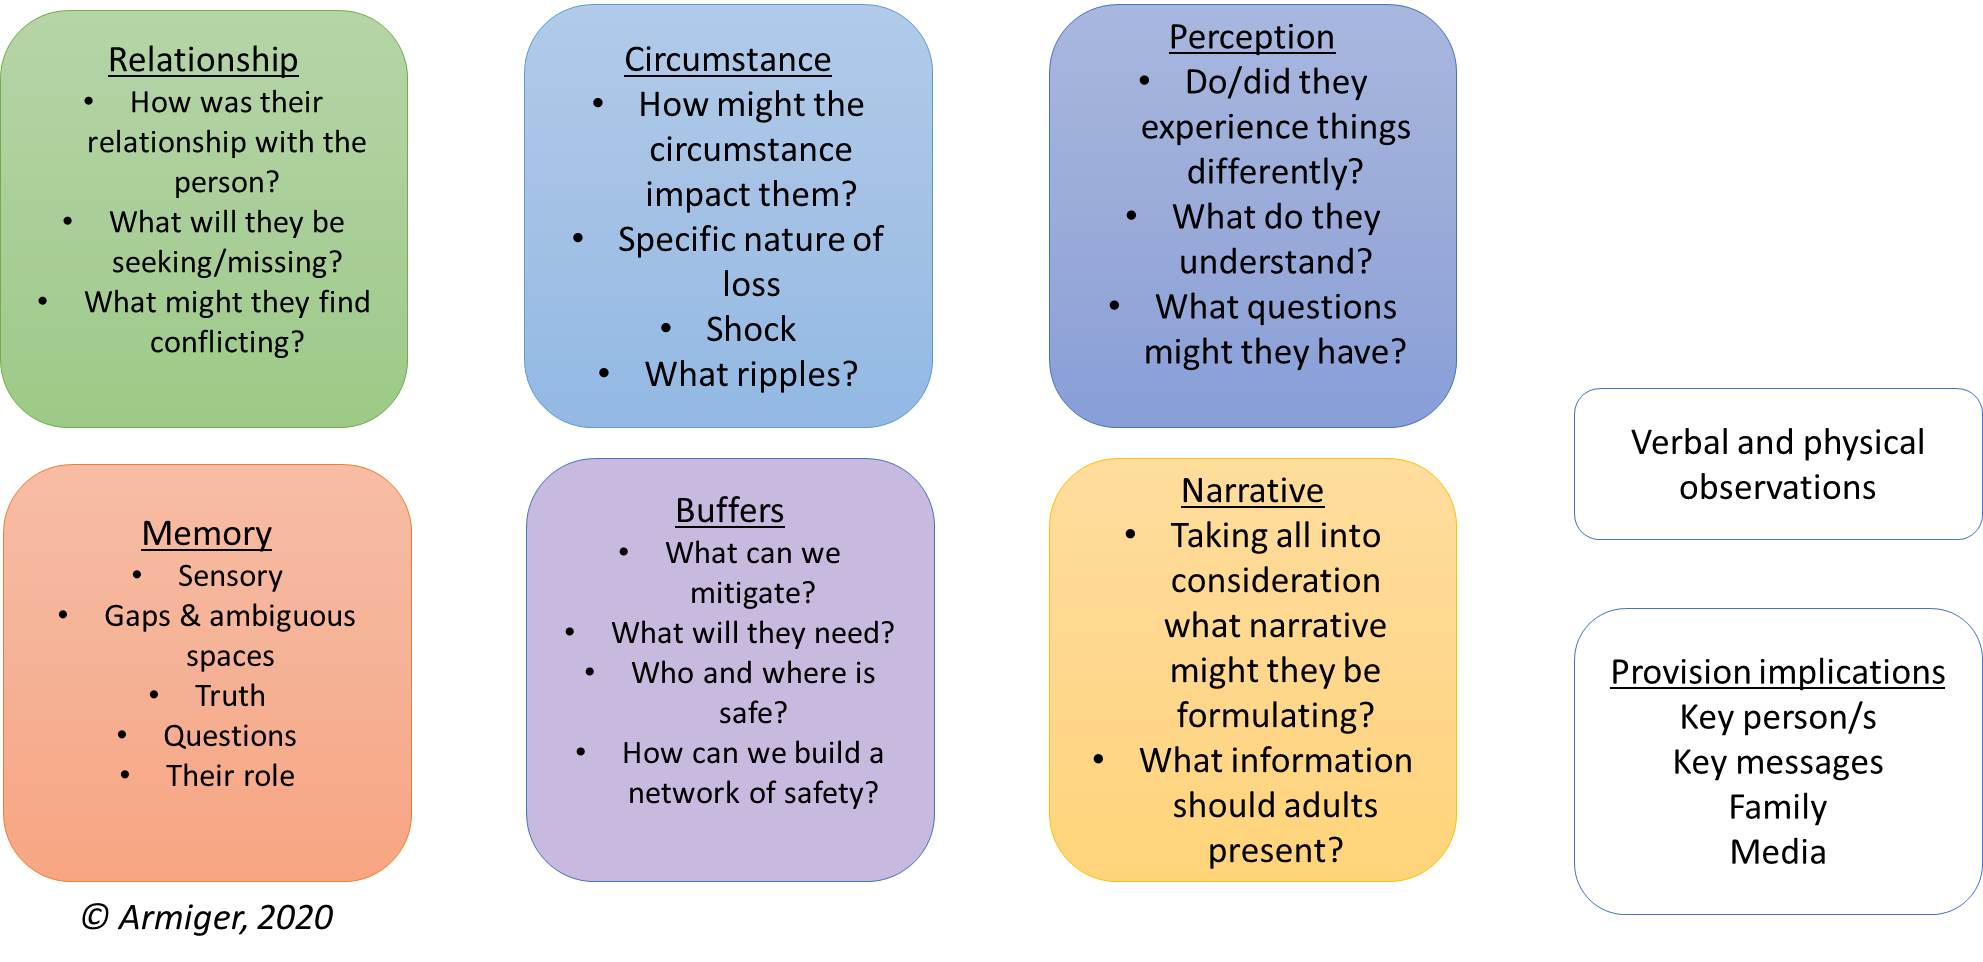 Relationship
• How was their
relationship with the
person?
• What will they be
seeking/missing?
• What might they find
conflicting?
Circumstance
• How might the
circumstance
impact them?
• Specific nature of
loss
• Shock
• What ripples?
Perception
• Do/did they
experience things
differently?
• What do they
understand?
• What questions
might they have?
Memory
• Sensory
• Gaps & ambiguous
spaces
• Truth
• Questions
• Their role
Buffers
• What can we
mitigate?
• What will they need?
• Who and where is
safe?
• How can we build a
network of safety?
Narrative
• Taking all into
consideration
what narrative
might they be
formulating?
• What information
should adults
present?
Verbal and physical
observations
Provision implications
Key person/s
Key messages
Family
Media
© Armiger, 2020